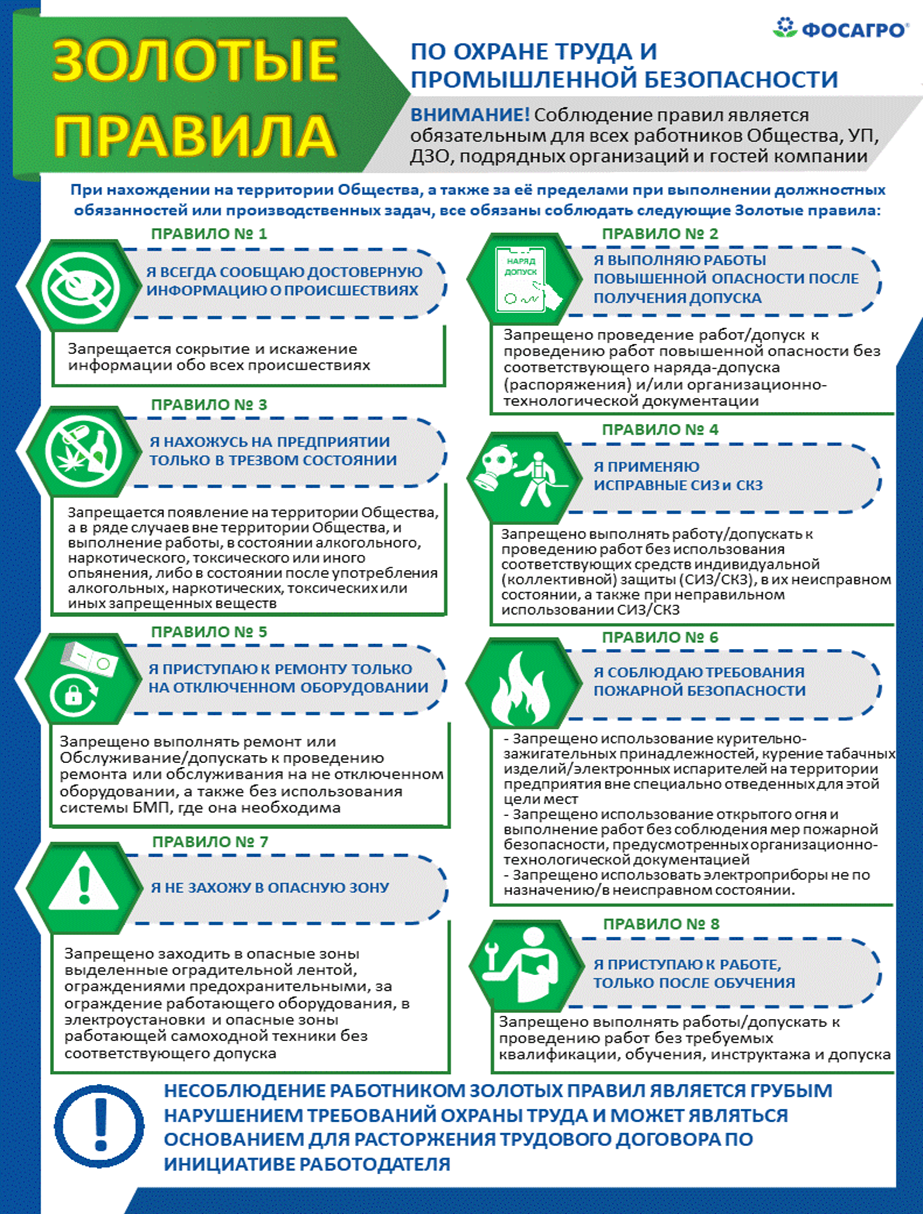 ФОСАГРО®
ЗОЛОТЫЕ
ПРАВИЛА
ПО ОХРАНЕ ТРУДА И
ПРОМЫШЛЕННОЙ БЕЗОПАСНОСТИ
ВНИМАНИЕ! Соблюдение правил является
обязательным для всех работников Общества, УП,
ДЗО, подрядных организаций и гостей компании
При нахождении на территории Общества, а также за её пределами при выполнении должностных
обязанностей или производственных задач, все обязаны соблюдать следующие Золотые правила:
ПРАВИЛО № 1
Я ВСЕГДА СООБЩАЮ ДОСТОВЕРНУЮ
ИНФОРМАЦИЮ О ПРОИСШЕСТВИЯХ
Запрещается сокрытие и искажение
информации обо всех происшествиях
ПРАВИЛО № 2
НАРЯД
ДОПУСК
Я ВЫПОЛНЯЮ РАБОТЫ
ПОВЫШЕННОЙ ОПАСНОСТИ ПОСЛЕ
ПОЛУЧЕНИЯ ДОПУСКА
Запрещено проведение работ/допуск к
проведению работ повышенной опасности без
соответствующего наряда-допуска
(распоряжения) и/или организационно-
технологической документации
ПРАВИЛО № 3
Я НАХОЖУСЬ НА ПРЕДПРИЯТИИ
ТОЛЬКО В ТРЕЗВОМ СОСТОЯНИИ
Запрещается появление на территории Общества,
а в ряде случаев вне территории Общества, и
выполнение работы, в состоянии алкогольного,
наркотического, токсического или иного
опьянения, либо в состоянии после употребления
алкогольных, наркотических, токсических или
иных запрещенных веществ
ПРАВИЛО № 4
Я ПРИМЕНЯЮ
ИСПРАВНЫЕ СИЗ и СКЗ
Запрещено выполнять работу/допускать к
проведению работ без использования
соответствующих средств индивидуальной
(коллективной) защиты (СИЗ/СКЗ), в их неисправном
состоянии, а также при неправильном
использовании СИЗ/СКЗ
ПРАВИЛО № 5
Я ПРИСТУПАЮ К РЕМОНТУ ТОЛЬКО
НА ОТКЛЮЧЕННОМ ОБОРУДОВАНИИ
Запрещено выполнять ремонт или
Обслуживание/допускать к проведению
ремонта или обслуживания на не отключенном
оборудовании, а также без использования
системы БМП, где она необходима
ПРАВИЛО № 6
Я СОБЛЮДАЮ ТРЕБОВАНИЯ
ПОЖАРНОЙ БЕЗОПАСНОСТИ
- Запрещено использование курительно-
зажигательных принадлежностей, курение табачных
изделий/электронных испарителей на территории
предприятия вне специально отведенных для этой
цели мест
- Запрещено использование открытого огня и
выполнение работ без соблюдения мер пожарной
безопасности, предусмотренных организационно-
технологической документацией
- Запрещено использовать электроприборы не по
назначению/в неисправном состоянии.
ПРАВИЛО № 7
Я НЕ ЗАХОЖУ В ОПАСНУЮ ЗОНУ
Запрещено заходить в опасные зоны
выделенные оградительной лентой,
ограждениями предохранительными, за
ограждение работающего оборудования, в
электроустановки и опасные зоны
работающей самоходной техники без
соответствующего допуска
ПРАВИЛО № 8
Я ПРИСТУПАЮ К РАБОТЕ,
ТОЛЬКО ПОСЛЕ ОБУЧЕНИЯ
Запрещено выполнять работы/допускать к
проведению работ без требуемых
квалификации, обучения, инструктажа и допуска
НЕСОБЛЮДЕНИЕ РАБОТНИКОМ ЗОЛОТЫХ ПРАВИЛ ЯВЛЯЕТСЯ ГРУБЫМ
НАРУШЕНИЕМ ТРЕБОВАНИЙ ОХРАНЫ ТРУДА И МОЖЕТ ЯВЛЯТЬСЯ
ОСНОВАНИЕМ ДЛЯ РАСТОРЖЕНИЯ ТРУДОВОГО ДОГОВОРА ПО
ИНИЦИАТИВЕ РАБОТОДАТЕЛЯ